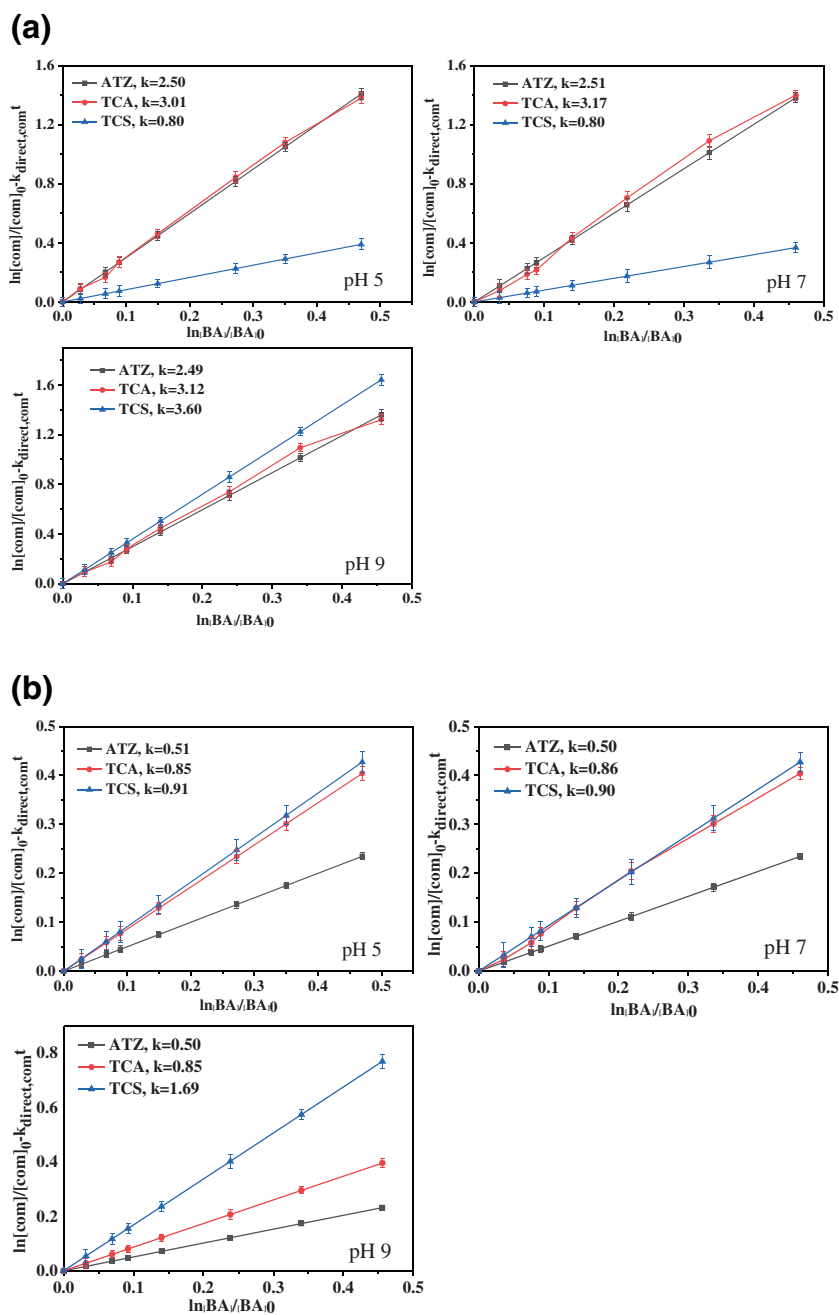 (a)
1.6
1.2
0.8
0.4
0.0
ATZ, k=2.50
TCA, k=3.01
TCS, k=0.80
pH 5
0.0 0.1 0.2 0.3 0.4 0.5
ln[BA]/[BA]0
ln[com]/[com]0-kdirect,comt
1.6
1.2
0.8
0.4
0.0
ATZ, k=2.51
TCA, k=3.17
TCS, k=0.80
pH 7
0.0 0.1 0.2 0.3 0.4 0.5
ln[BA]/[BA]0
ln[com]/[com]0-kdirect,comt
1.6
1.2
0.8
0.4
0.0
ATZ, k=2.49
TCA, k=3.12
TCS, k=3.60
pH 9
0.0 0.1 0.2 0.3 0.4 0.5
ln[BA]/[BA]0
ln[com]/[com]0-kdirect,comt
(b)
0.5
0.4
0.3
0.2
0.1
0.0
ATZ, k=0.51
TCA, k=0.85
TCS, k=0.91
pH 5
0.0 0.1 0.2 0.3 0.4 0.5
ln[BA]/[BA]0
ln[com]/[com]0-kdirect,comt
0.5
0.4
0.3
0.2
0.1
0.0
ATZ, k=0.50
TCA, k=0.86
TCS, k=0.90
pH 7
0.0 0.1 0.2 0.3 0.4 0.5
ln[BA]/[BA]0
ln[com]/[com]0-kdirect,comt
0.8
0.6
0.4
0.2
0.0
ATZ, k=0.50
TCA, k=0.85
TCS, k=1.69
pH 9
0.0 0.1 0.2 0.3 0.4 0.5
ln[BA]/[BA]0
ln[com]/[com]0-kdirect,comt